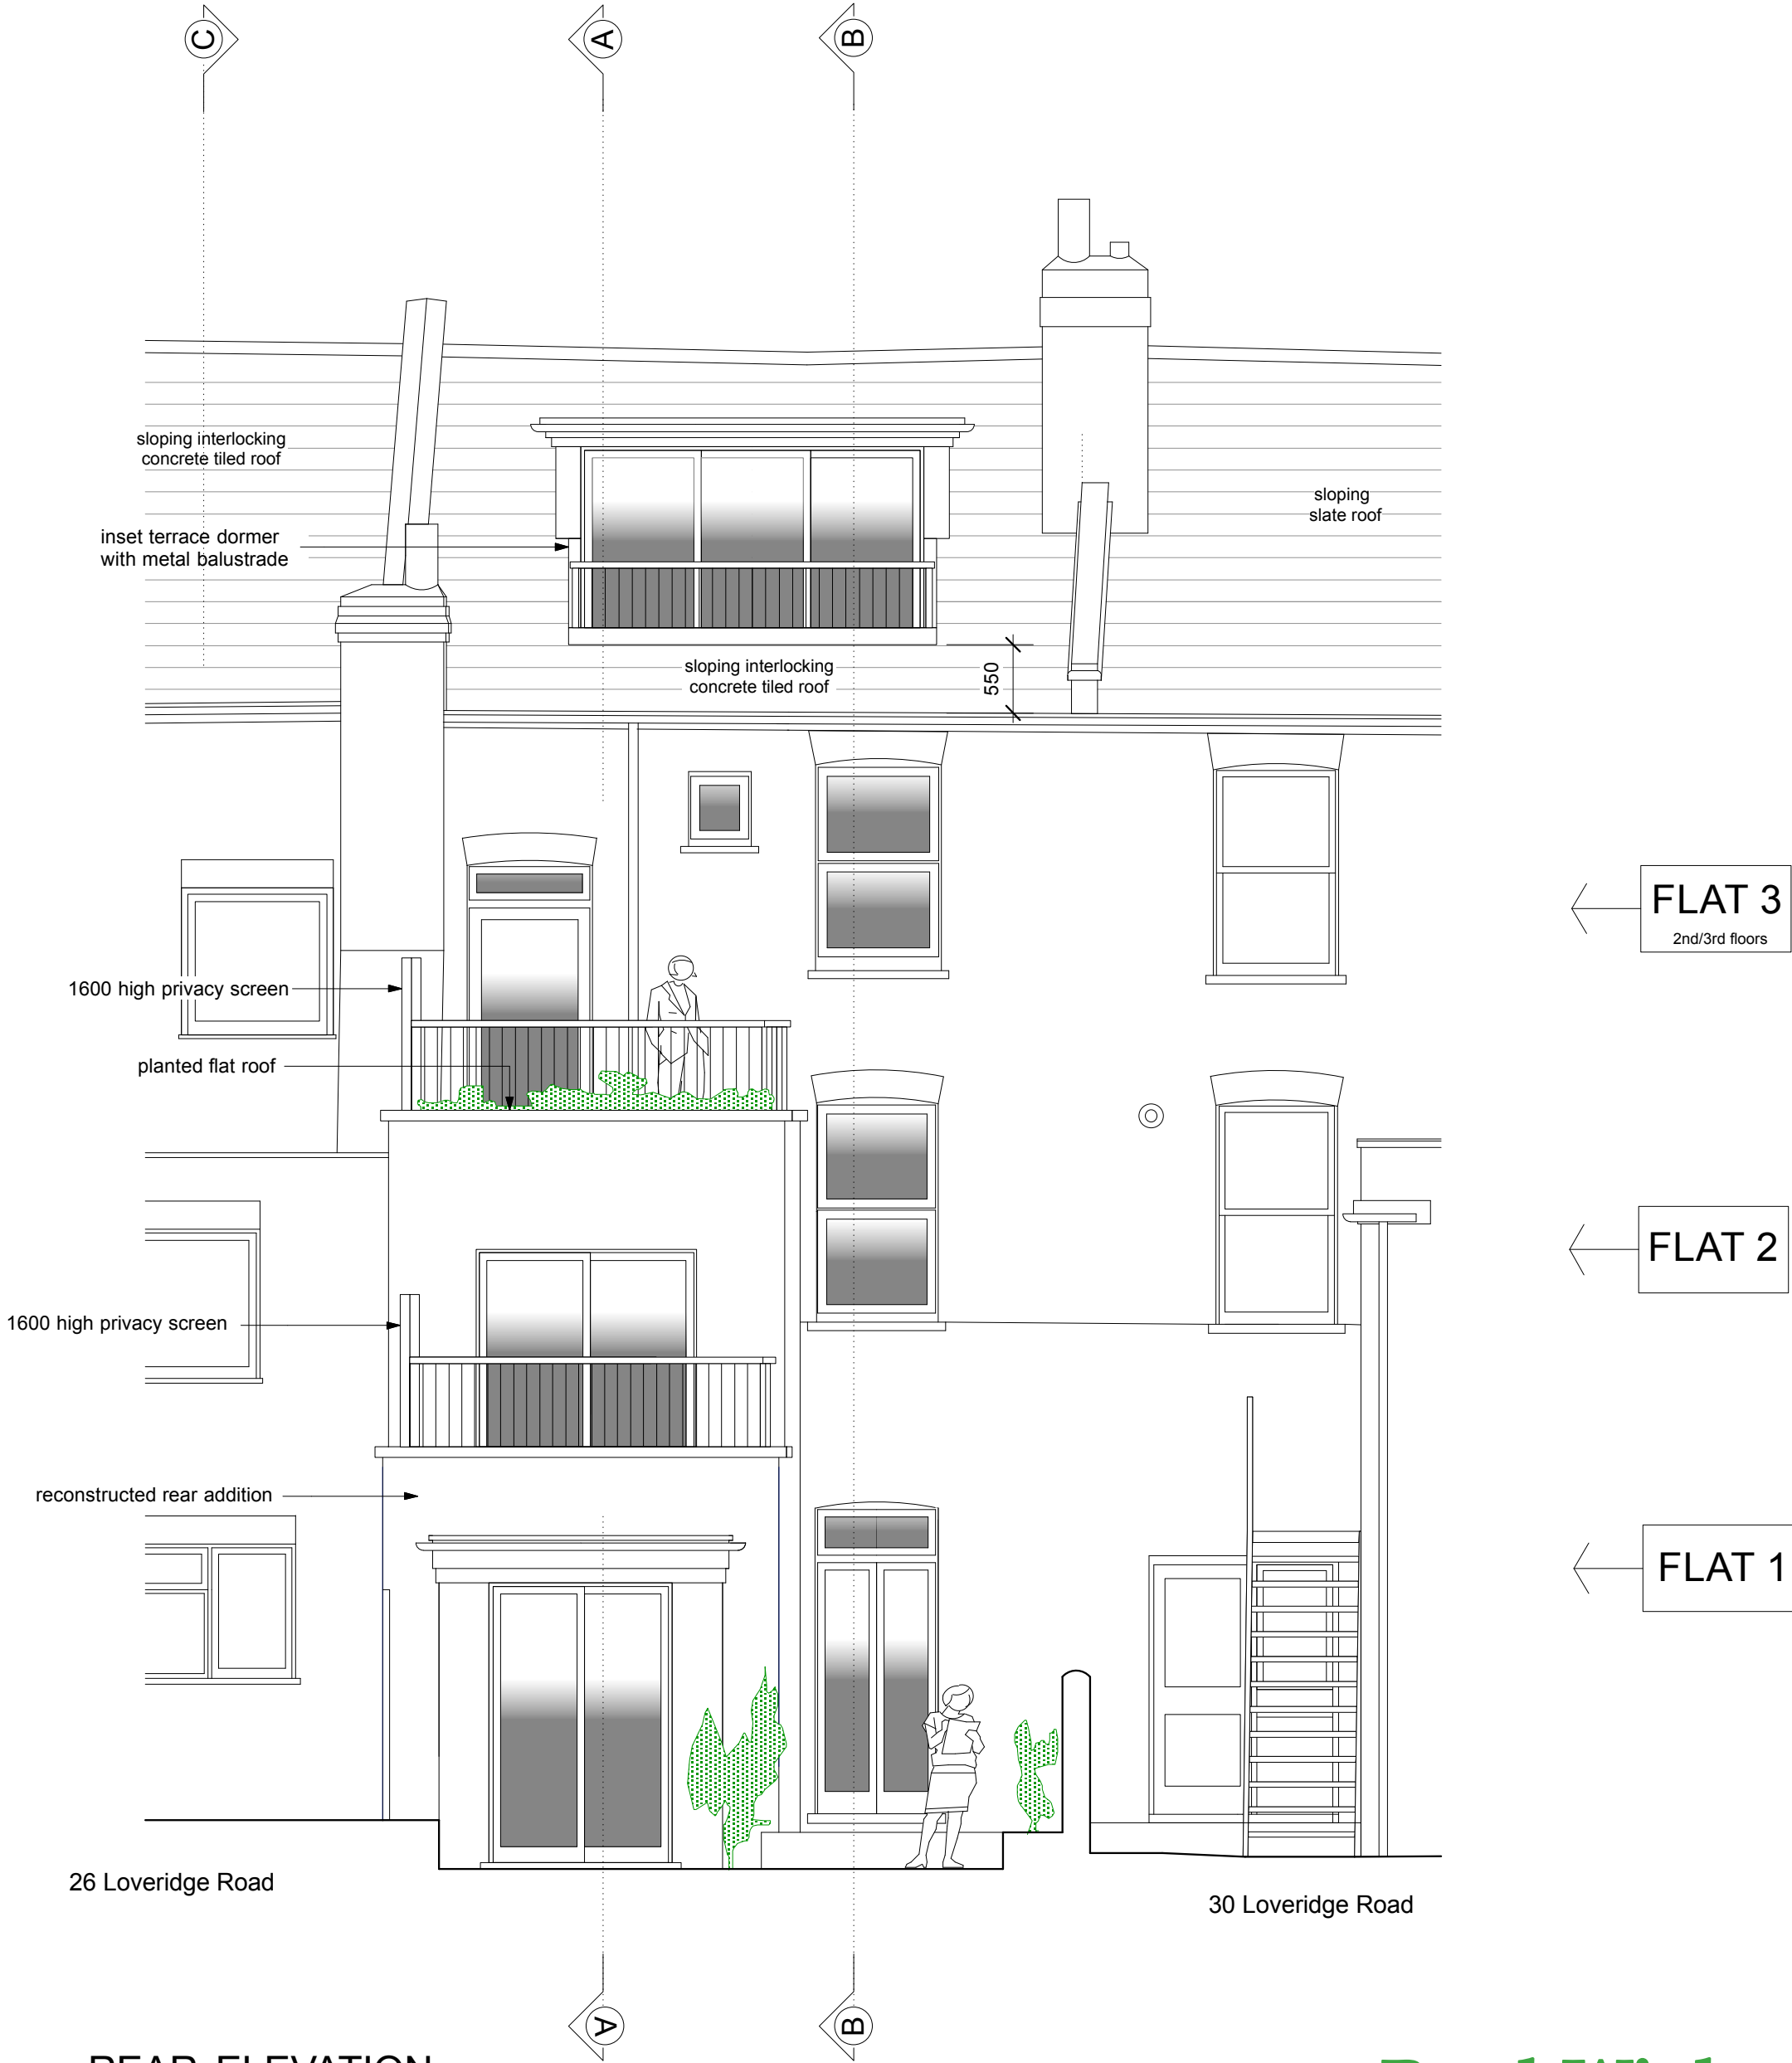 C
A
B
sloping interlocking
concrete tiled roof
sloping
slate roof
inset terrace dormer
with metal balustrade
sloping interlocking
concrete tiled roof
550
FLAT 3
2nd/3rd floors
1600 high privacy screen
planted flat roof
FLAT 2
1600 high privacy screen
reconstructed rear addition
FLAT 1
26 Loveridge Road
30 Loveridge Road
A
B
REAR ELEVATION